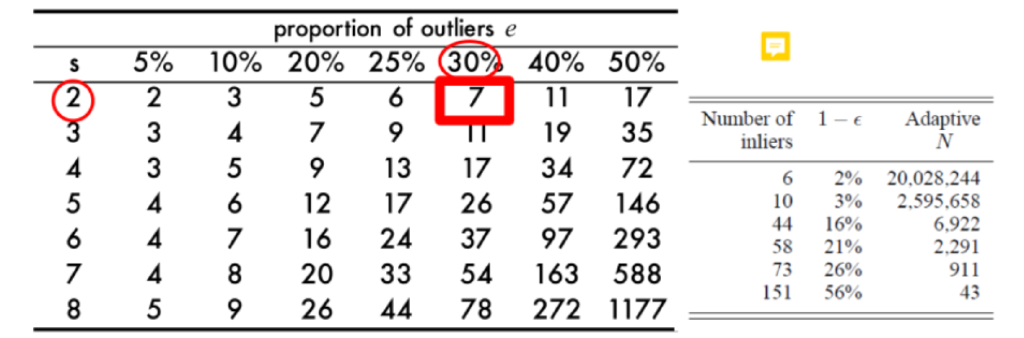 proportion of outliers e
s 5% 10% 20% 25% 30% 40% 50%
2 2 3 5 6 7 11 17
3 3 4 7 9 11 19 35
4 3 5 9 13 17 34 72
5 4 6 12 17 26 57 146
6 4 7 16 24 37 97 293
7 4 8 20 33 54 163 588
8 5 9 26 44 78 272 1177
Number of 1 − ϵ Adaptive
inliers N
6 2% 20,028,244
10 3% 2,595,658
44 16% 6,922
58 21% 2,291
73 26% 911
151 56% 43